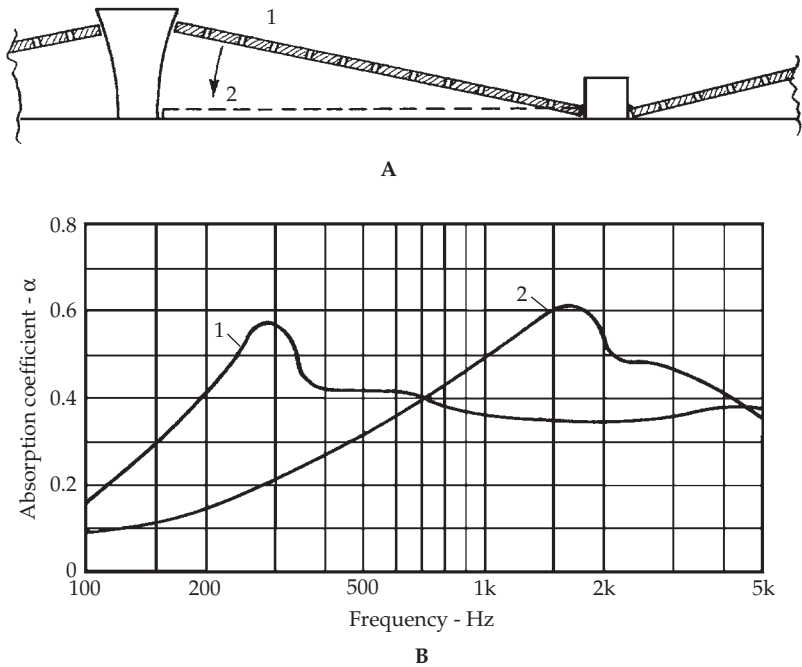 1
2
A
0.8
0.6
0.4
0.2
0
Absorption coefficient - α
1
2
100 200 500 1k 2k 5k
Frequency - Hz
B